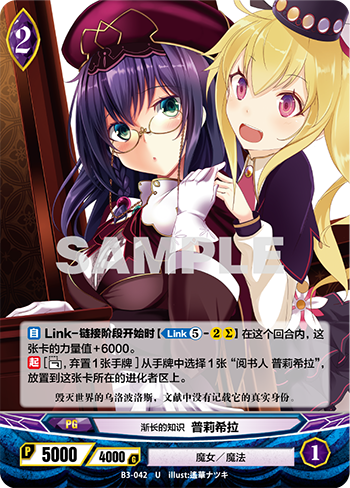 2
SAMPLE
自 Link-链接阶段开始时【Link 5 - 2 Σ】在这个回合内，这
张卡的力量值+6000。
起【 ，弃置1张手牌】从手牌中选择1张“阅书人 普莉希拉”，
放置到这张卡所在的进化者区上。
毁灭世界的乌洛波洛斯，文献中没有记载它的真实身份。
PG 渐长的知识 普莉希拉
P 5000 / 4000 G 魔女／魔法 1
B3-042 U illust:遙華ナツキ